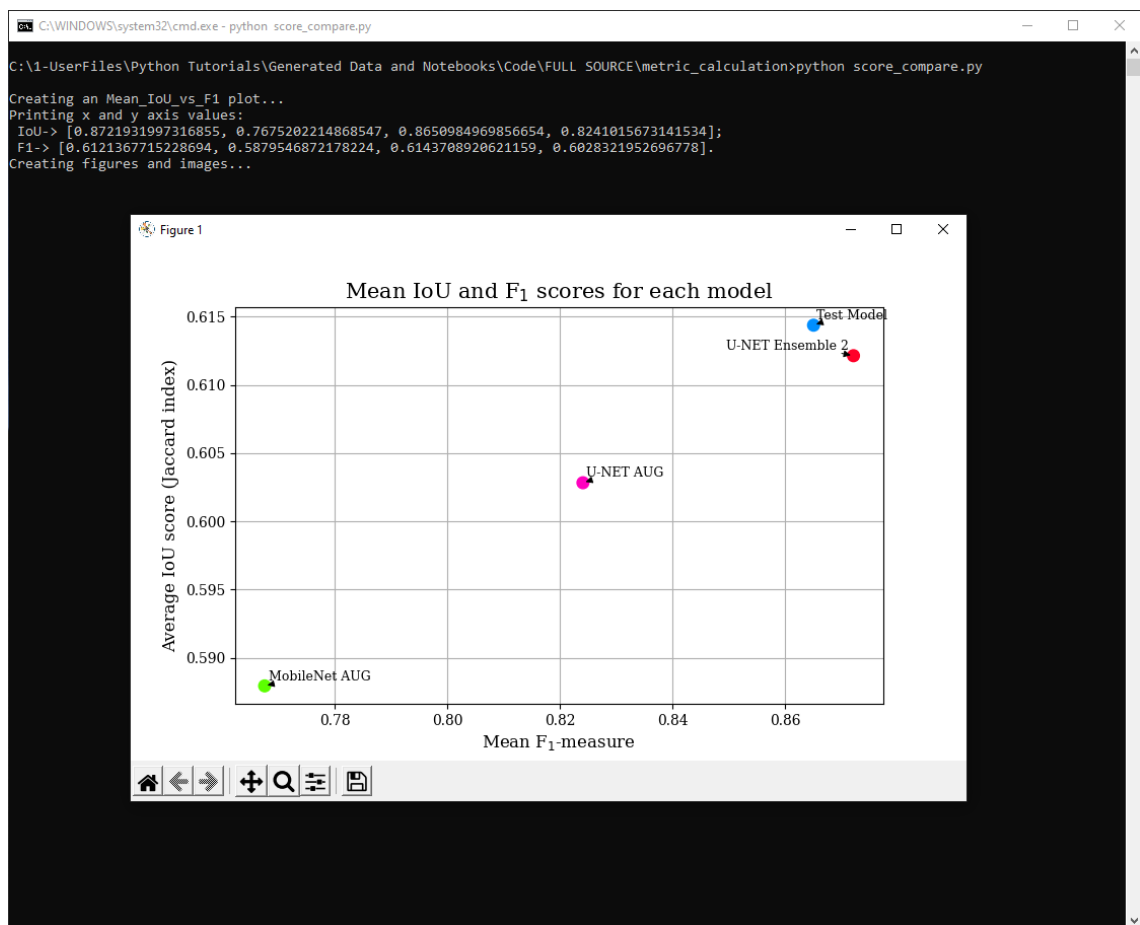 C:\WINDOWS\system32\cmd.exe - python  score_compare.py
C:\1-UserFiles\Python Tutorials\Generated Data and Notebooks\Code\FULL SOURCE\metric_calculation>python score_compare.py
Creating an Mean_IoU_vs_F1 plot...
Printing x and y axis values:
IoU-> [0.8721931997316855, 0.7675202214868547, 0.8650984969856654, 0.8241015673141534];
F1-> [0.6121367715228694, 0.5879546872178224, 0.6143708920621159, 0.6028321952696778].
Creating figures and images...
Figure 1
Mean IoU and F₁ scores for each model
Average IoU score (Jaccard index)
0.615
0.610
0.605
0.600
0.595
0.590
Test Model
U-NET Ensemble 2
U-NET AUG
MobileNet AUG
0.78 0.80 0.82 0.84 0.86
Mean F₁-measure